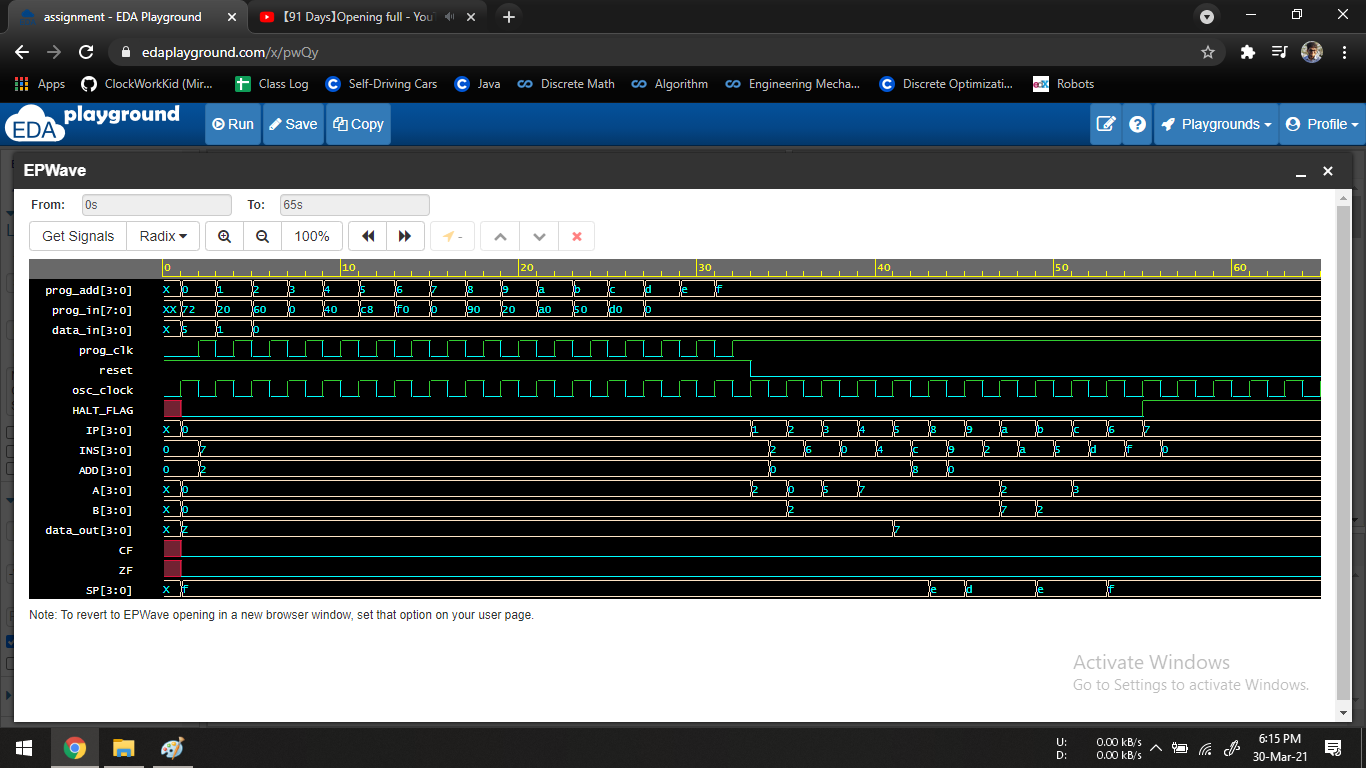 assignment - EDA Playground
【91 Days】Opening full - You
edaplayground.com/x/pwQy
Apps ClockWorkKid (Mir... Class Log Self-Driving Cars Java Discrete Math Algorithm Engineering Mecha... Discrete Optimizati... Robots
EDA playground Run Save Copy Playgrounds Profile
EPWave
From: 0s To: 65s
Get Signals Radix 100% -
0 10 20 30 40 50 60
prog_add[3:0] X 0 1 2 3 4 5 6 7 8 9 a b c d e f
prog_in[7:0] XX 72 20 60 0 40 c8 f0 0 90 20 a0 50 d0 0
data_in[3:0] X 5 1 0
prog_clk
reset
osc_clock
HALT_FLAG
IP[3:0] X 0 1 2 3 4 5 8 9 a b c 6 7
INS[3:0] 0 7 2 6 0 4 c 9 2 a 5 d f 0
ADD[3:0] 0 2 0 8 0
A[3:0] X 0 2 0 5 7 2 3
B[3:0] X 0 2 7 2
data_out[3:0] X Z 7
CF
ZF
SP[3:0] X f e d e f
Note: To revert to EPWave opening in a new browser window, set that option on your user page.
Activate Windows
Go to Settings to activate Windows.
U: 0.00 kB/s
D: 0.00 kB/s
6:15 PM
30-Mar-21